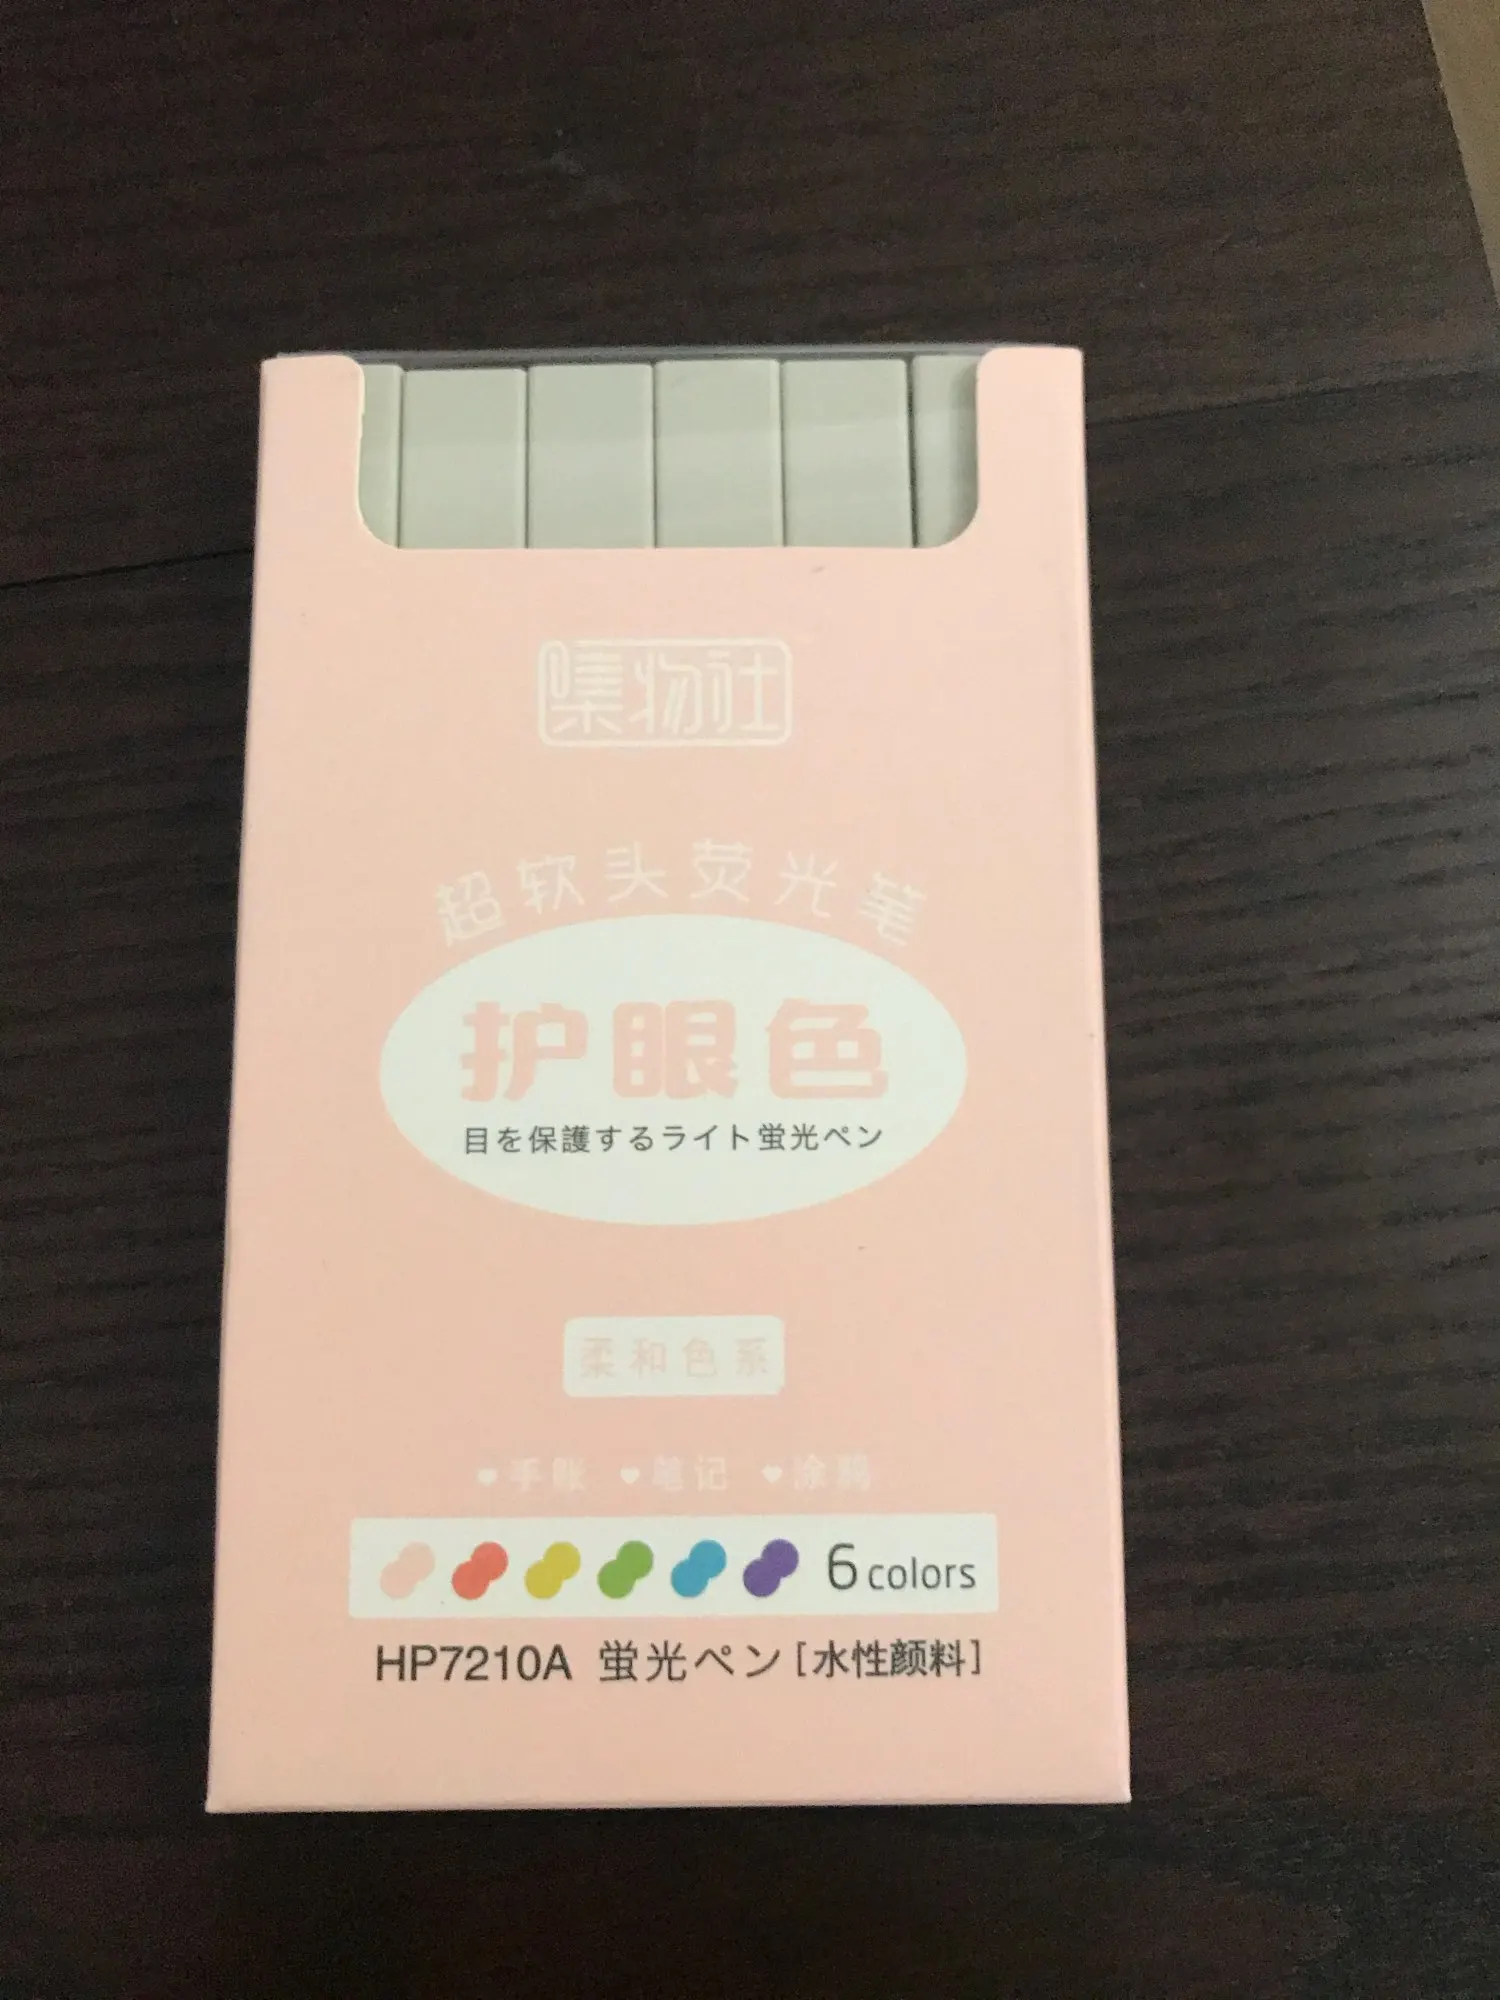 集物社
超软头荧光笔
护眼色
目を保護するライト蛍光ペン
柔和色系
手账 笔记 涂鸦
6 colors
HP7210A 蛍光ペン [水性颜料]